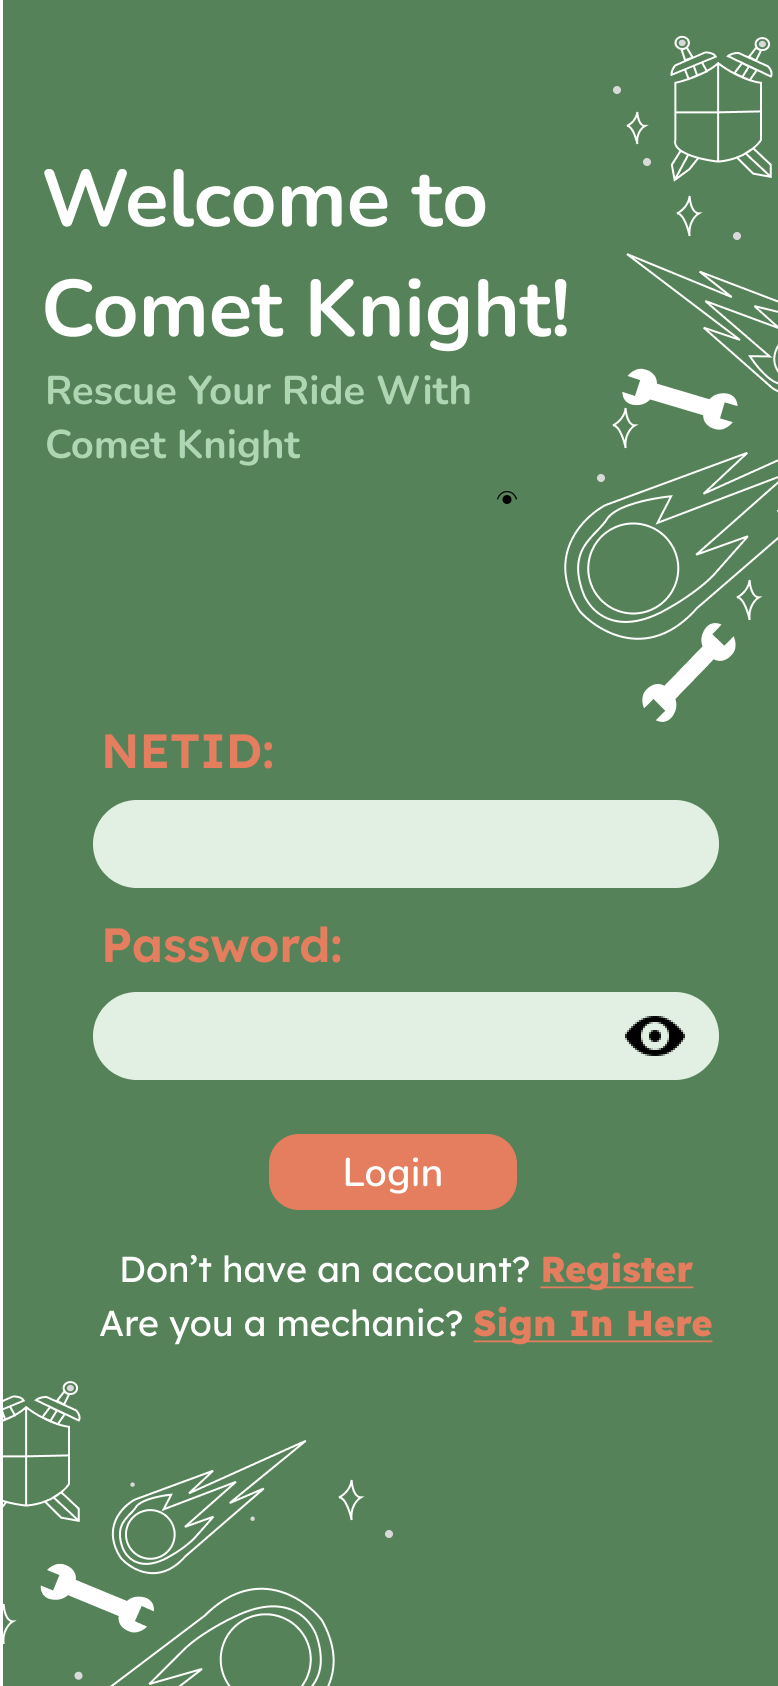 Welcome to
Comet Knight!
Rescue Your Ride With
Comet Knight
NETID:
Password:
Login
Don’t have an account? Register
Are you a mechanic? Sign In Here